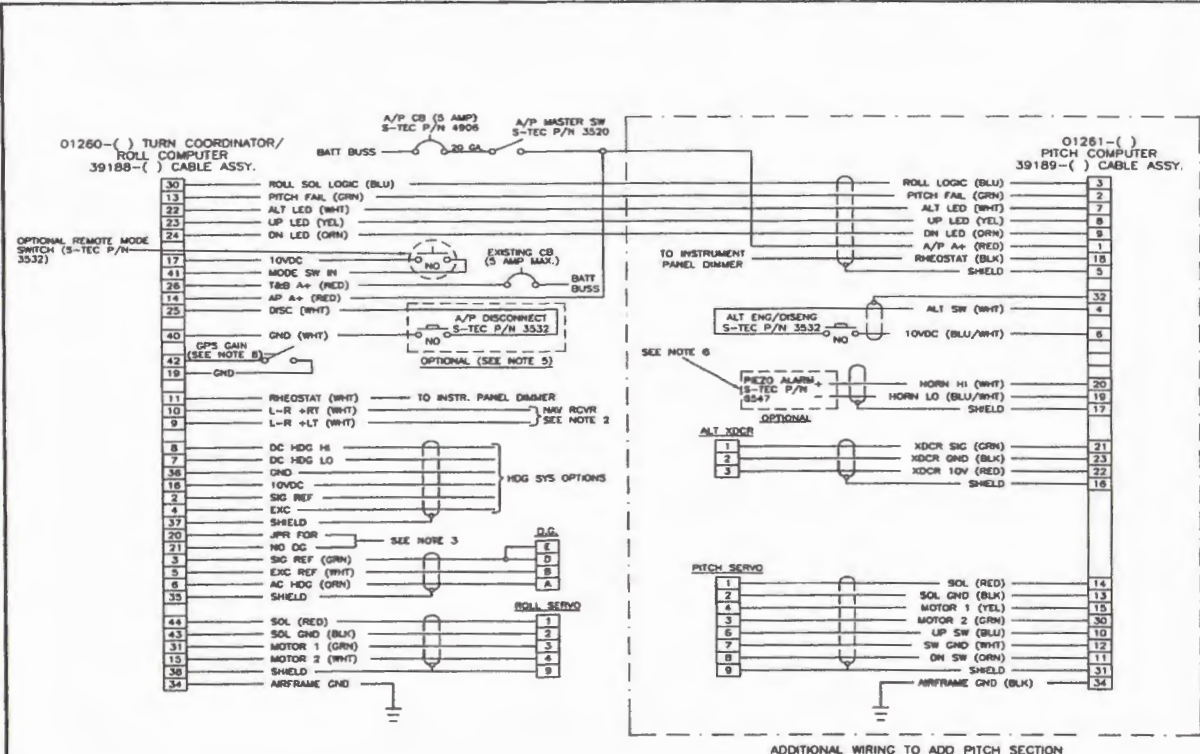 A/P CB (5 AMP)
S-TEC P/N 4906
A/P MASTER SW
S-TEC P/N 3520
BATT BUSS
20 GA.
01260-( ) TURN COORDINATOR/
ROLL COMPUTER
39188-( ) CABLE ASSY.
01261-( )
PITCH COMPUTER
39189-( ) CABLE ASSY.
30 ROLL SOL LOGIC (BLU)
13 PITCH FAIL (GRN)
22 ALT LED (WHT)
23 UP LED (YEL)
24 DN LED (ORN)
OPTIONAL REMOTE MODE
SWITCH (S-TEC P/N
3532)
17 10VDC
NO
41 MODE SW IN
26 T&B A+ (RED)
EXISTING CB
(5 AMP MAX.)
BATT
BUSS
14 AP A+ (RED)
25 DISC (WHT)
A/P DISCONNECT
S-TEC P/N 3532
NO
40 GND (WHT)
OPTIONAL (SEE NOTE 5)
GPS GAIN
(SEE NOTE 8)
42
19 GND
11 RHEOSTAT (WHT) TO INSTR. PANEL DIMMER
10 L-R +RT (WHT)
9 L-R +LT (WHT)
NAV RCVR
SEE NOTE 2
8 DC HDG HI
7 DC HDG LO
36 GND
16 10VDC
2 SIG REF
4 EXC
37 SHIELD
HDG SYS OPTIONS
20 JPR FOR
21 NO DG
SEE NOTE 3
3 SIG REF (GRN)
5 EXC REF (WHT)
6 AC HDG (ORN)
35 SHIELD
D.G.
E
D
B
A
ROLL SERVO
44 SOL (RED) 1
43 SOL GND (BLK) 2
31 MOTOR 1 (GRN) 3
15 MOTOR 2 (WHT) 4
38 SHIELD 9
34 AIRFRAME GND
ROLL LOGIC (BLU) 3
PITCH FAIL (GRN) 2
ALT LED (WHT) 7
UP LED (YEL) 8
DN LED (ORN) 9
A/P A+ (RED) 1
TO INSTRUMENT
PANEL DIMMER
RHEOSTAT (BLK) 18
SHIELD 5
32
ALT SW (WHT) 4
ALT ENG/DISENG
S-TEC P/N 3532
NO
10VDC (BLU/WHT) 6
SEE NOTE 6
PIEZO ALARM +
S-TEC P/N
8547 -
OPTIONAL
HORN HI (WHT) 20
HORN LO (BLU/WHT) 19
SHIELD 17
ALT XDCR
1 XDCR SIG (GRN) 21
2 XDCR GND (BLK) 23
3 XDCR 10V (RED) 22
SHIELD 16
PITCH SERVO
1 SOL (RED) 14
2 SOL GND (BLK) 13
4 MOTOR 1 (YEL) 15
3 MOTOR 2 (GRN) 30
6 UP SW (BLU) 10
7 SW GND (WHT) 12
8 DN SW (ORN) 11
9 SHIELD 31
AIRFRAME GND (BLK) 34
ADDITIONAL WIRING TO ADD PITCH SECTION